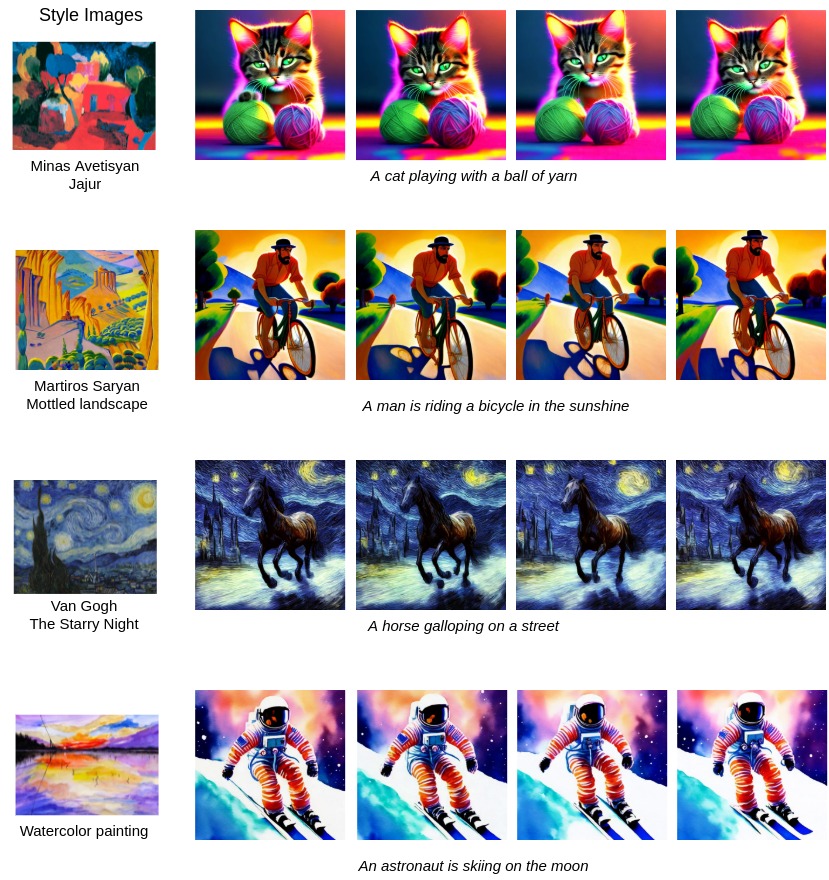 Style Images
Minas Avetisyan
Jajur
A cat playing with a ball of yarn
Martiros Saryan
Mottled landscape
A man is riding a bicycle in the sunshine
Van Gogh
The Starry Night
A horse galloping on a street
Watercolor painting
An astronaut is skiing on the moon